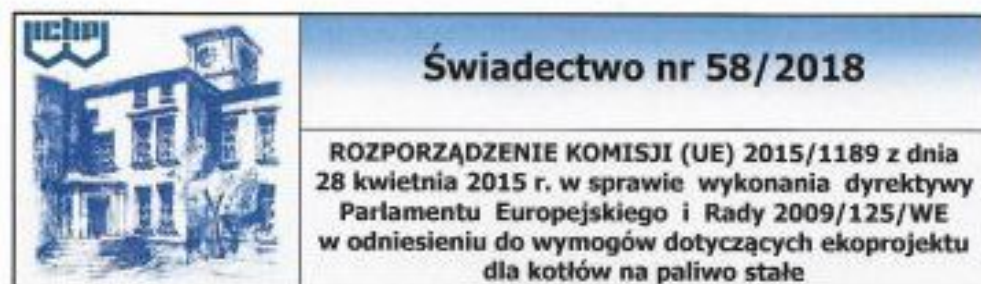 ichpw
Świadectwo nr 58/2018
ROZPORZĄDZENIE KOMISJI (UE) 2015/1189 z dnia
28 kwietnia 2015 r. w sprawie wykonania dyrektywy
Parlamentu Europejskiego i Rady 2009/125/WE
w odniesieniu do wymogów dotyczących ekoprojektu
dla kotłów na paliwo stałe